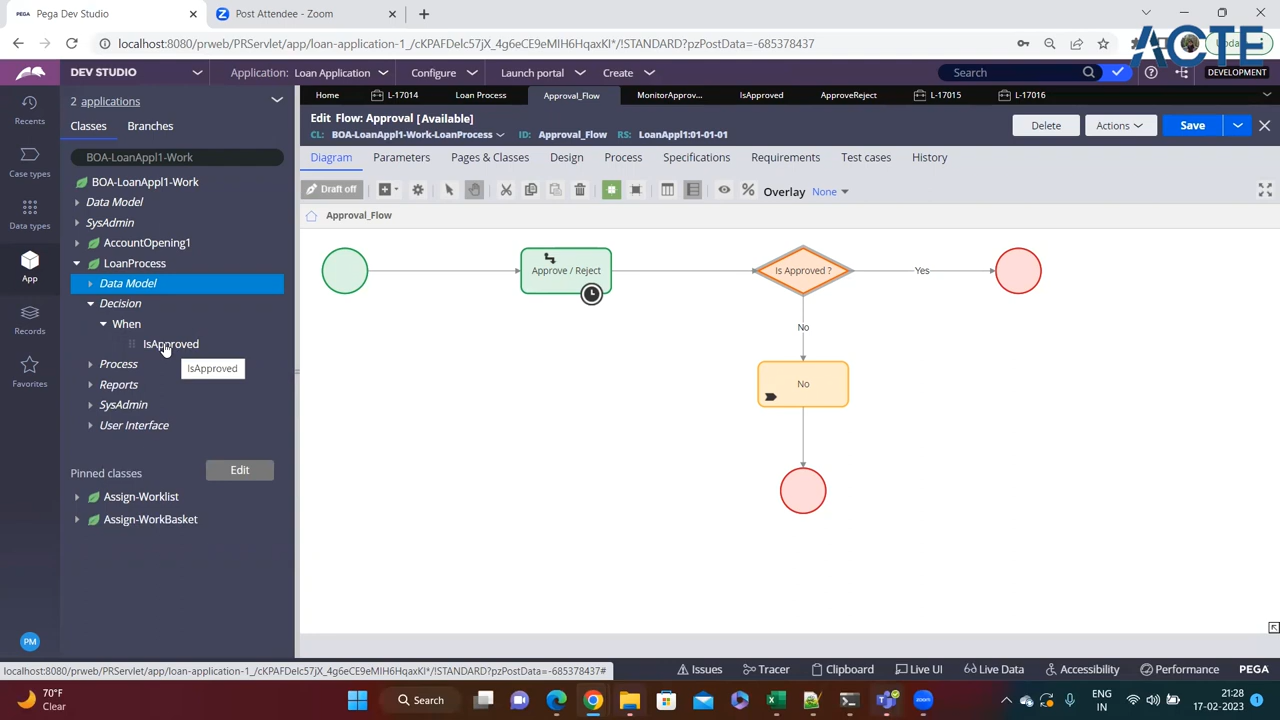 PEGA Pega Dev Studio
Post Attendee - Zoom
localhost:8080/prweb/PRServlet/app/loan-application-1_/cKPAFDelc57jX_4g6eCE9eMIH6HqaxKl*/!STANDARD?pzPostData=-685378437
ACTE
DEV STUDIO
Application: Loan Application
Configure
Launch portal
Create
Search
DEVELOPMENT
Recents
Case types
Data types
App
Records
Favorites
PM
2 applications
Classes
Branches
BOA-LoanAppl1-Work
BOA-LoanAppl1-Work
Data Model
SysAdmin
AccountOpening1
LoanProcess
Data Model
Decision
When
IsApproved
IsApproved
Process
Reports
SysAdmin
User Interface
Pinned classes
Edit
Assign-Worklist
Assign-WorkBasket
Home
L-17014
Loan Process
Approval_Flow
MonitorApprov...
IsApproved
ApproveReject
L-17015
L-17016
Edit Flow: Approval [Available]
CL: BOA-LoanAppl1-Work-LoanProcess
ID: Approval_Flow
RS: LoanAppl1:01-01-01
Delete
Actions
Save
Diagram
Parameters
Pages & Classes
Design
Process
Specifications
Requirements
Test cases
History
Draft off
Overlay None
Approval_Flow
Approve / Reject
Is Approved ?
Yes
No
No
localhost:8080/prweb/PRServlet/app/loan-application-1_/cKPAFDelc57jX_4g6eCE9eMIH6HqaxKl*/!STANDARD?pzPostData=-685378437#
Issues
Tracer
Clipboard
Live UI
Live Data
Accessibility
Performance
PEGA
70°F
Clear
Search
ENG
IN
21:28
17-02-2023
1